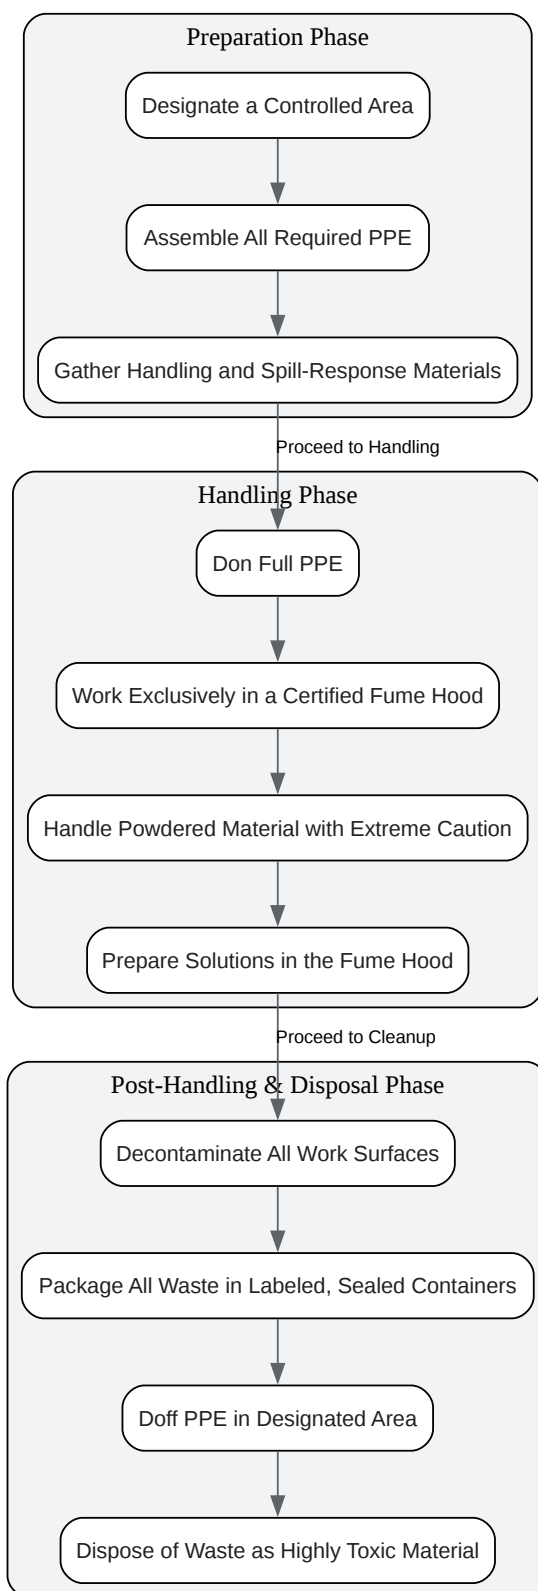 Preparation Phase
Designate a Controlled Area
Assemble All Required PPE
Gather Handling and Spill-Response Materials
Proceed to Handling
Handling Phase
Don Full PPE
Work Exclusively in a Certified Fume Hood
Handle Powdered Material with Extreme Caution
Prepare Solutions in the Fume Hood
Proceed to Cleanup
Post-Handling & Disposal Phase
Decontaminate All Work Surfaces
Package All Waste in Labeled, Sealed Containers
Doff PPE in Designated Area
Dispose of Waste as Highly Toxic Material